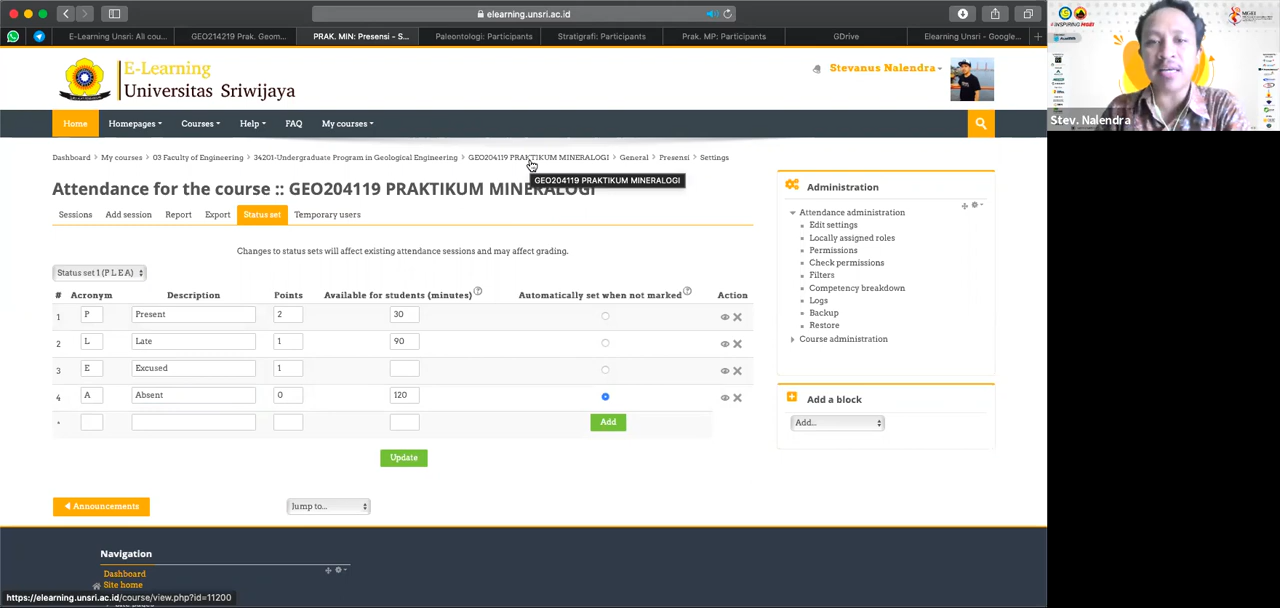 elearning.unsri.ac.id
E-Learning Unsri: All cou...
GEO214219 Prak. Geom...
PRAK. MIN: Presensi - S...
Paleontologi: Participants
Stratigrafi: Participants
Prak. MP: Participants
GDrive
Elearning Unsri - Google...
E-Learning
Universitas Sriwijaya
Stevanus Nalendra
Home
Homepages
Courses
Help
FAQ
My courses
Dashboard > My courses > 03 Faculty of Engineering > 34201-Undergraduate Program in Geological Engineering > GEO204119 PRAKTIKUM MINERALOGI > General > Presensi > Settings
GEO204119 PRAKTIKUM MINERALOGI
Attendance for the course :: GEO204119 PRAKTIKUM MINERALOGI
Sessions
Add session
Report
Export
Status set
Temporary users
Changes to status sets will affect existing attendance sessions and may affect grading.
Status set 1 (P L E A)
# Acronym Description Points Available for students (minutes) Automatically set when not marked Action
1 P Present 2 30
2 L Late 1 90
3 E Excused 1
4 A Absent 0 120
* Add
Update
Announcements
Jump to...
Administration
Attendance administration
Edit settings
Locally assigned roles
Permissions
Check permissions
Filters
Competency breakdown
Logs
Backup
Restore
Course administration
Add a block
Add...
Navigation
Dashboard
Site home
https://elearning.unsri.ac.id/course/view.php?id=11200
Stev. Nalendra